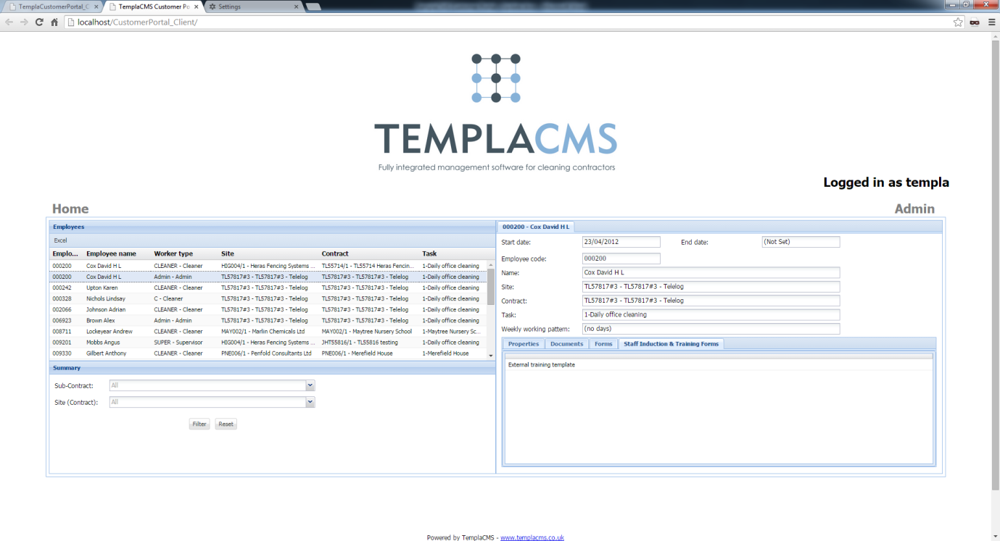 TemplaCustomerPortal_C
TemplaCMS Customer Po
Settings
localhost/CustomerPortal_Client/
TEMPLACMS
Fully integrated management software for cleaning contractors
Logged in as templa
Home
Admin
Employees
Excel
Emplo... Employee name Worker type Site Contract Task
000200 Cox David H L CLEANER - Cleaner HIG004/1 - Heras Fencing Systems ... TL55714/1 - TL55714 Heras Fencin... 1-Daily office cleaning
000200 Cox David H L Admin - Admin TL57817#3 - TL57817#3 - Telelog TL57817#3 - TL57817#3 - Telelog 1-Daily office cleaning
000242 Upton Karen CLEANER - Cleaner TL57817#3 - TL57817#3 - Telelog TL57817#3 - TL57817#3 - Telelog 1-Daily office cleaning
000328 Nichols Lindsay C - Cleaner TL57817#3 - TL57817#3 - Telelog TL57817#3 - TL57817#3 - Telelog 1-Daily office cleaning
002066 Johnson Adrian CLEANER - Cleaner TL57817#3 - TL57817#3 - Telelog TL57817#3 - TL57817#3 - Telelog 1-Daily office cleaning
006923 Brown Alex Admin - Admin TL57817#3 - TL57817#3 - Telelog TL57817#3 - TL57817#3 - Telelog 1-Daily office cleaning
008711 Lockeyear Andrew CLEANER - Cleaner MAY002/1 - Marlin Chemicals Ltd MAY002/1 - Maytree Nursery School 1-Maytree Nursery Sc...
009201 Mobbs Angus SUPER - Supervisor HIG004/1 - Heras Fencing Systems ... JHT55816/1 - TL55816 testing 1-Daily office cleaning
009330 Gilbert Anthony CLEANER - Cleaner PNE006/1 - Penfold Consultants Ltd PNE006/1 - Merefield House 1-Merefield House
Summary
Sub-Contract: All
Site (Contract): All
Filter Reset
000200 - Cox David H L
Start date: 23/04/2012 End date: (Not Set)
Employee code: 000200
Name: Cox David H L
Site: TL57817#3 - TL57817#3 - Telelog
Contract: TL57817#3 - TL57817#3 - Telelog
Task: 1-Daily office cleaning
Weekly working pattern: (no days)
Properties Documents Forms Staff Induction & Training Forms
External training template
Powered by TemplaCMS - www.templacms.co.uk